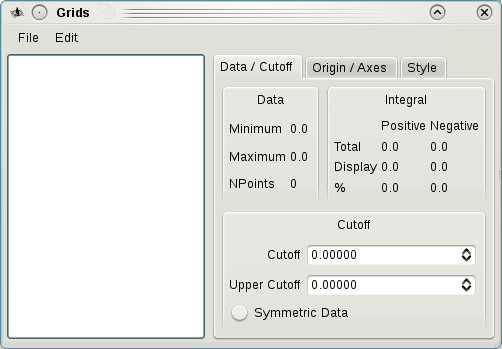 Grids
File Edit
Data / Cutoff Origin / Axes Style
Data
Minimum 0.0
Maximum 0.0
NPoints 0
Integral
Positive Negative
Total 0.0 0.0
Display 0.0 0.0
% 0.0 0.0
Cutoff
Cutoff 0.00000
Upper Cutoff 0.00000
Symmetric Data